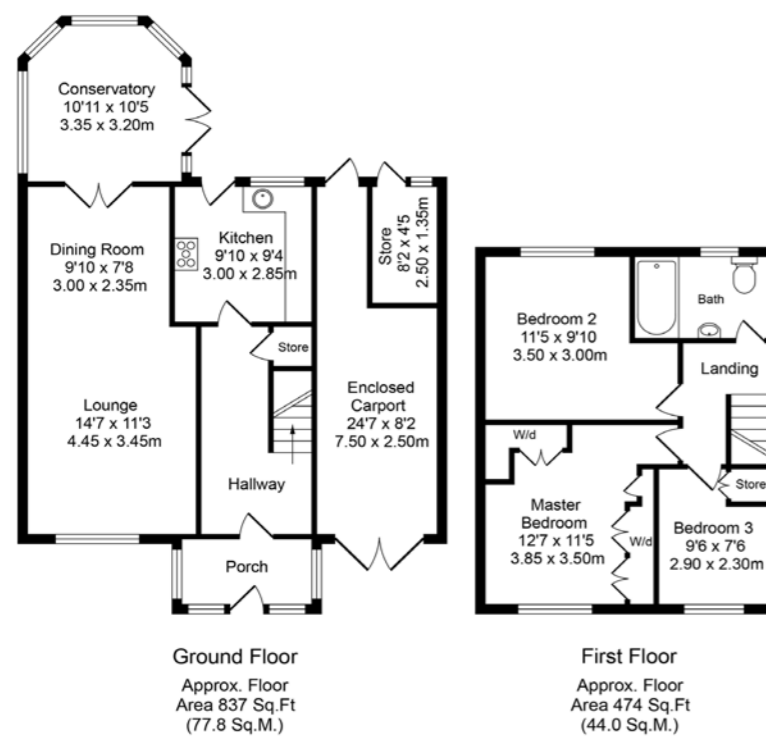 Conservatory
10'11 x 10'5
3.35 x 3.20m
Dining Room
9'10 x 7'8
3.00 x 2.35m
Kitchen
9'10 x 9'4
3.00 x 2.85m
Store
8'2 x 4'5
2.50 x 1.35m
Store
Lounge
14'7 x 11'3
4.45 x 3.45m
Enclosed
Carport
24'7 x 8'2
7.50 x 2.50m
Hallway
Porch
Ground Floor
Approx. Floor
Area 837 Sq.Ft
(77.8 Sq.M.)
Bedroom 2
11'5 x 9'10
3.50 x 3.00m
Bath
Landing
W/d
Master
Bedroom
12'7 x 11'5
3.85 x 3.50m
W/d
Store
Bedroom 3
9'6 x 7'6
2.90 x 2.30m
First Floor
Approx. Floor
Area 474 Sq.Ft
(44.0 Sq.M.)